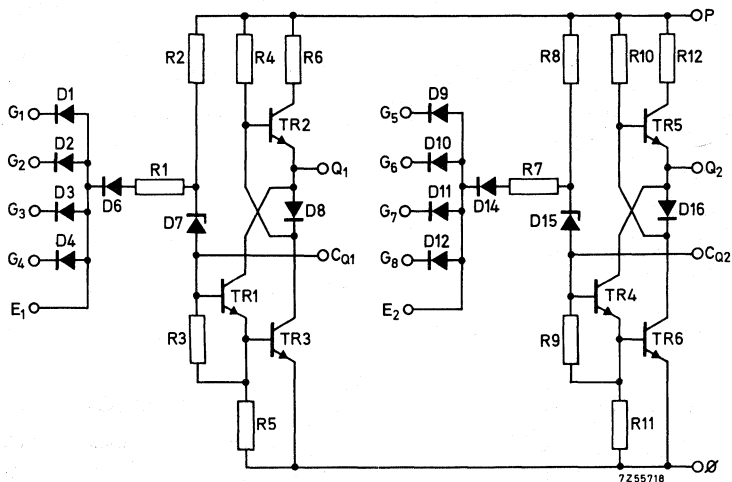 P
R2 R4 R6 R8 R10 R12
D1 D9
G1 G5
TR2 TR5
D2 D10
G2 R1 Q1 G6 R7 Q2
D3 D6 D11 D14
G3 D7 D8 G7 D15 D16
D4 D12
G4 CQ1 G8 CQ2
E1 TR1 E2 TR4
R3 TR3 R9 TR6
R5 R11
Ø
7Z55718